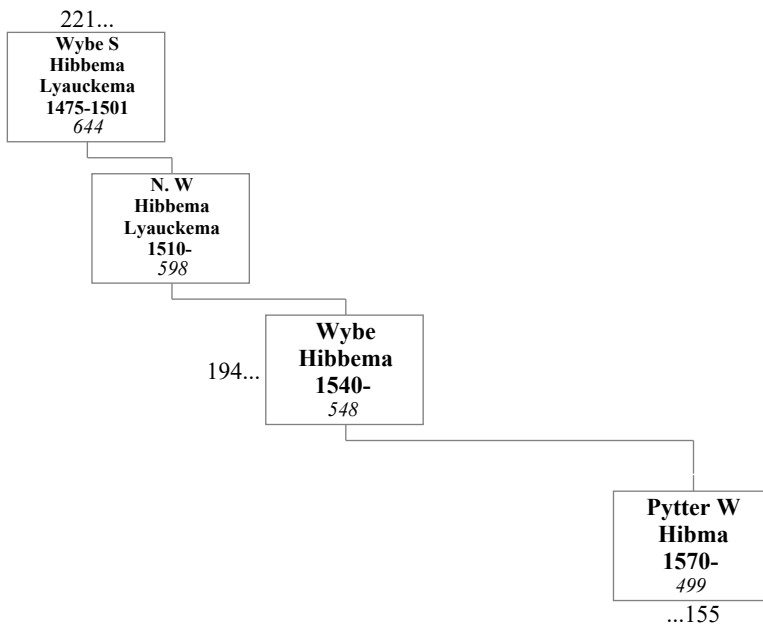 221...
Wybe S
Hibbema
Lyauckema
1475-1501
644
N. W
Hibbema
Lyauckema
1510-
598
194...
Wybe
Hibbema
1540-
548
Pytter W
Hibma
1570-
499
...155